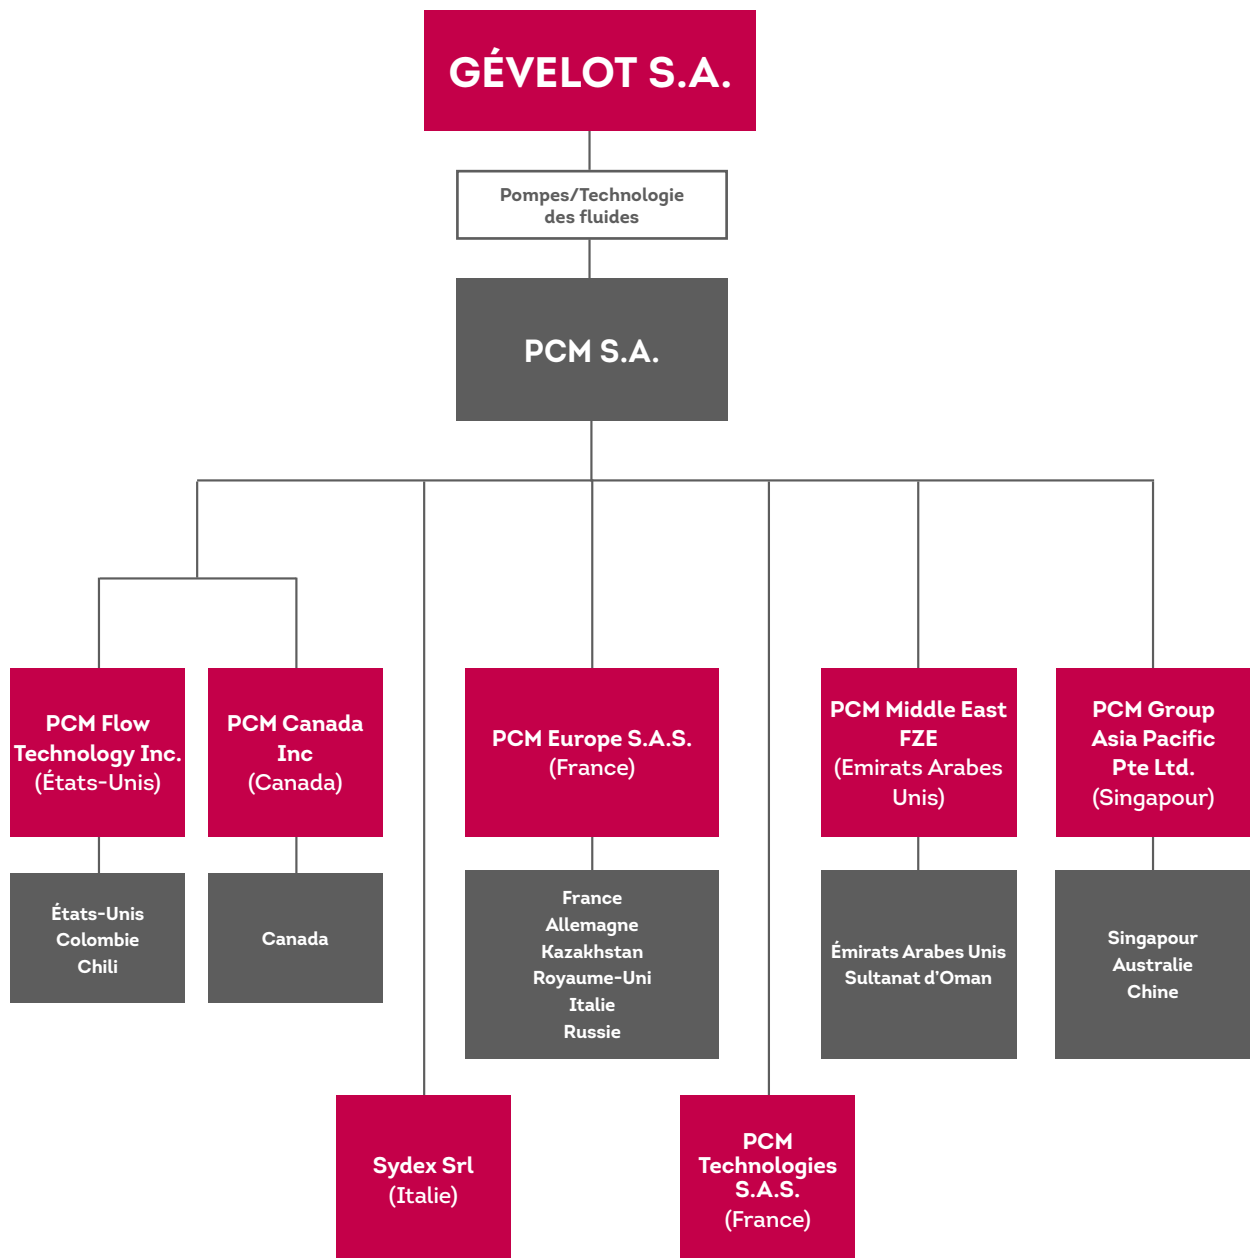 GÉVELOT S.A.
Pompes/Technologie
des fluides
PCM S.A.
PCM Flow
Technology Inc.
(États-Unis)
PCM Canada
Inc
(Canada)
PCM Europe S.A.S.
(France)
PCM Middle East
FZE
(Emirats Arabes
Unis)
PCM Group
Asia Pacific
Pte Ltd.
(Singapour)
États-Unis
Colombie
Chili
Canada
France
Allemagne
Kazakhstan
Royaume-Uni
Italie
Russie
Émirats Arabes Unis
Sultanat d'Oman
Singapour
Australie
Chine
Sydex Srl
(Italie)
PCM
Technologies
S.A.S.
(France)